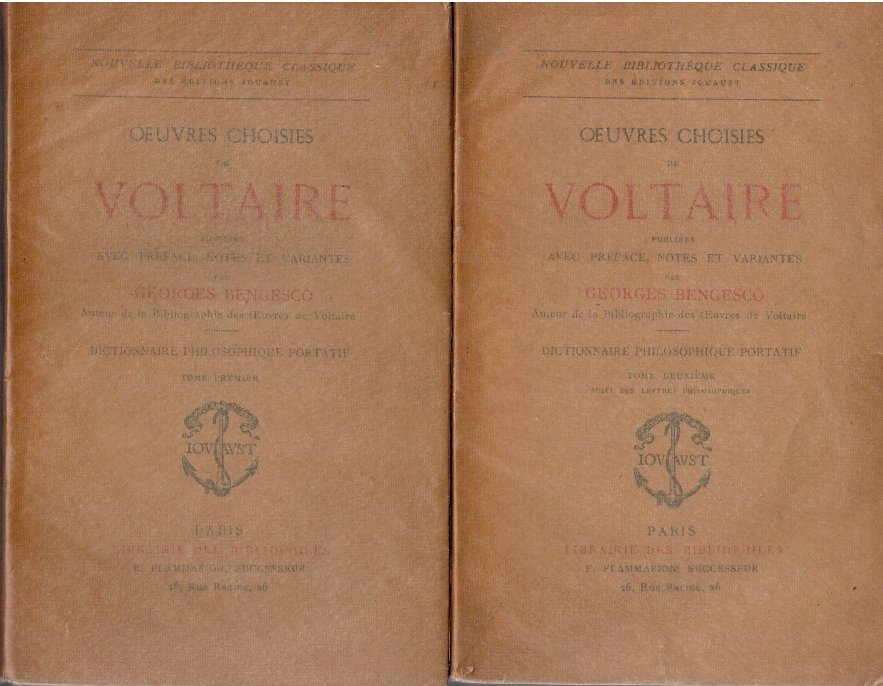 NOUVELLE BIBLIOTHÈQUE CLASSIQUE
DES ÉDITIONS JOUAUST
OEUVRES CHOISIES
DE
VOLTAIRE
PUBLIÉES
AVEC PRÉFACE, NOTES ET VARIANTES
PAR
GEORGES BENGESCO
Auteur de la Bibliographie des Œuvres de Voltaire
DICTIONNAIRE PHILOSOPHIQUE PORTATIF
TOME PREMIER
IOVAVST
PARIS
LIBRAIRIE DES BIBLIOPHILES
E. FLAMMARION, SUCCESSEUR
26, Rue Racine, 26
NOUVELLE BIBLIOTHÈQUE CLASSIQUE
DES ÉDITIONS JOUAUST
OEUVRES CHOISIES
DE
VOLTAIRE
PUBLIÉES
AVEC PRÉFACE, NOTES ET VARIANTES
PAR
GEORGES BENGESCO
Auteur de la Bibliographie des Œuvres de Voltaire
DICTIONNAIRE PHILOSOPHIQUE PORTATIF
TOME DEUXIÈME
SUIVI DES LETTRES PHILOSOPHIQUES
IOVAVST
PARIS
LIBRAIRIE DES BIBLIOPHILES
E. FLAMMARION, SUCCESSEUR
26, Rue Racine, 26